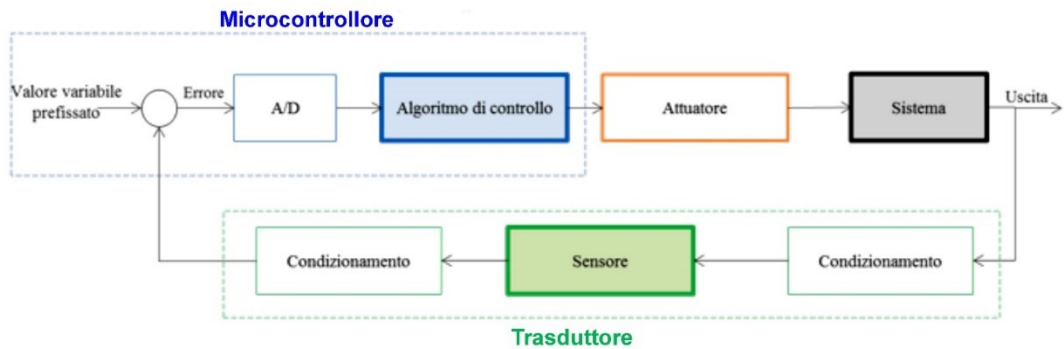 Microcontrollore
Valore variabile
prefissato
Errore
A/D
Algoritmo di controllo
Attuatore
Sistema
Uscita
Condizionamento
Sensore
Condizionamento
Trasduttore